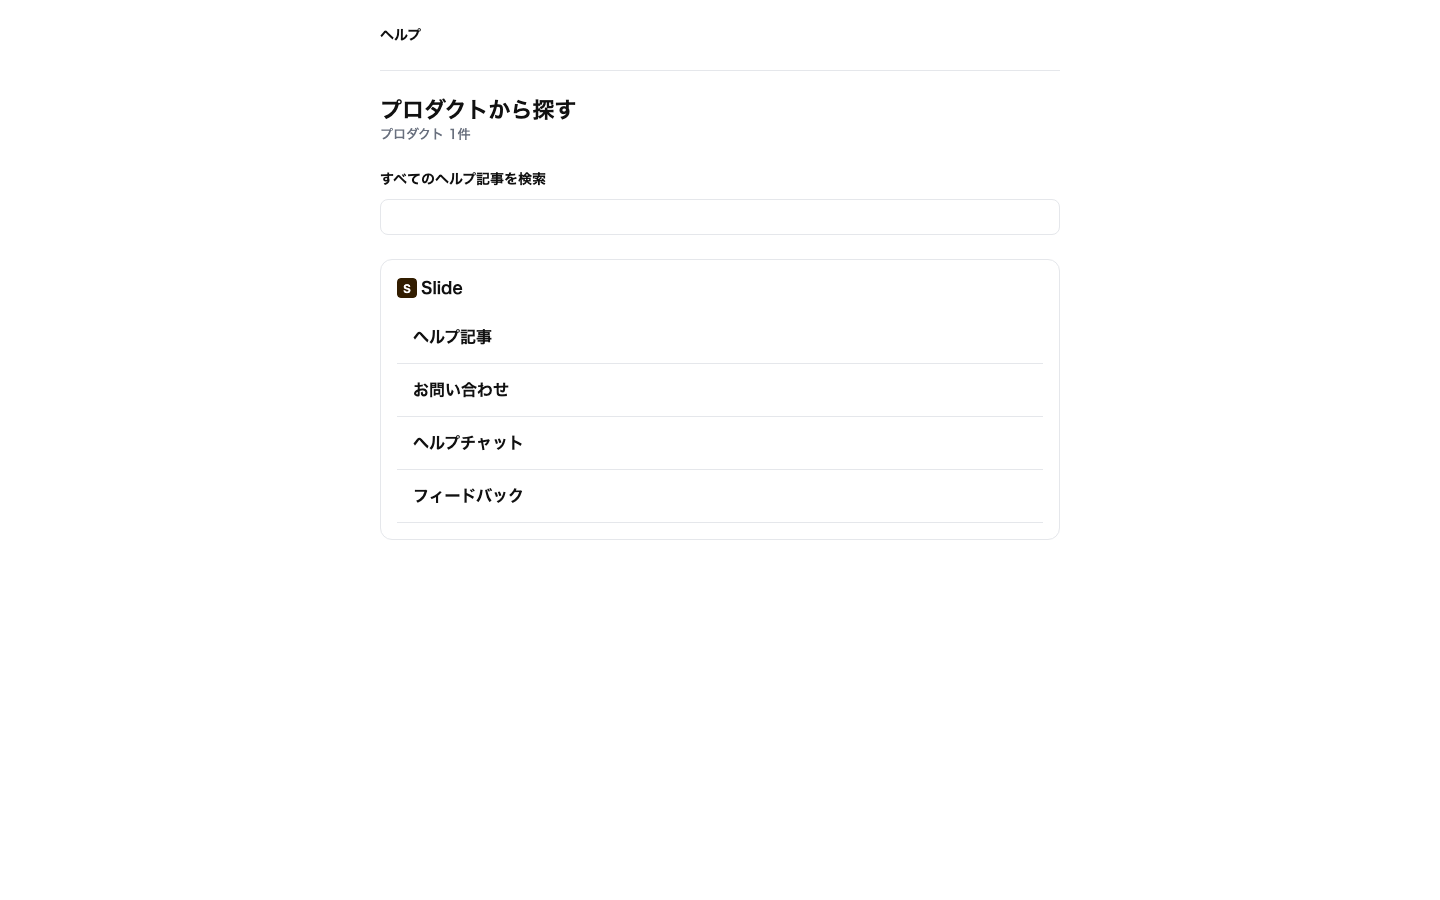 ヘルプ
プロダクトから探す
プロダクト 1件
すべてのヘルプ記事を検索
S Slide
ヘルプ記事
お問い合わせ
ヘルプチャット
フィードバック